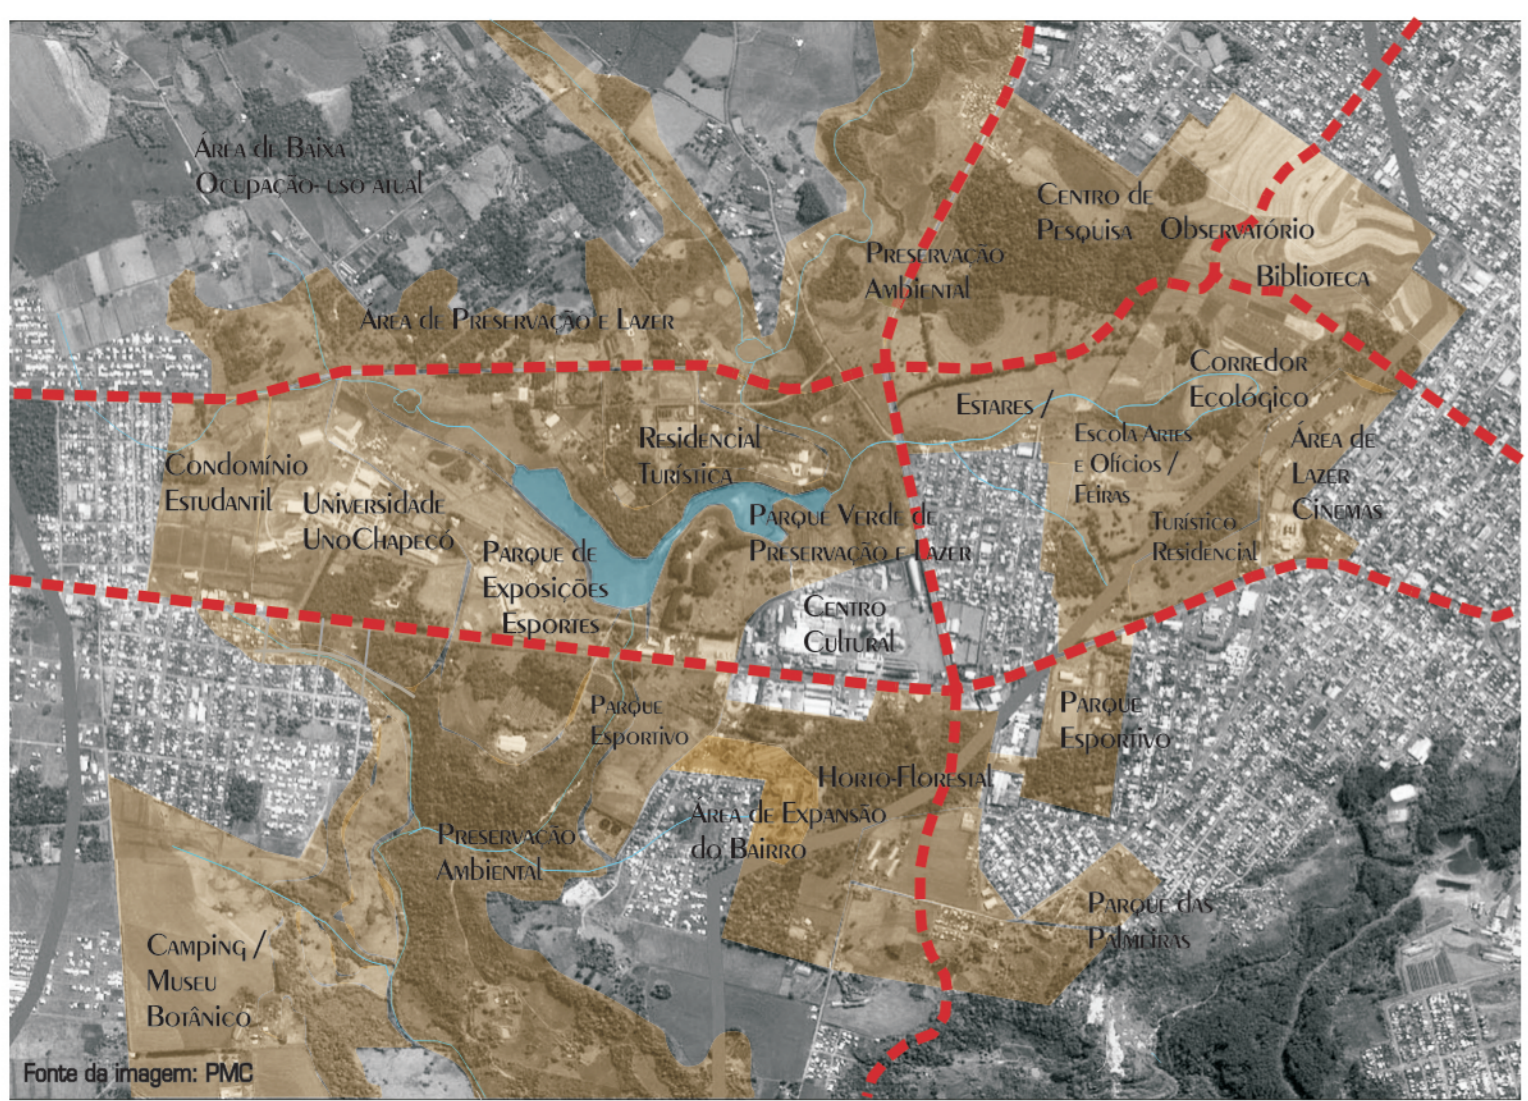 Área de Baixa
Ocupação- uso atual
Centro de
Pesquisa
Observatório
Biblioteca
Preservação
Ambiental
Área de Preservação e Lazer
Corredor
Ecológico
Estares /
Escola Artes
e Ofícios /
Feiras
Área de
Lazer
Cinemas
Residencial
Turística
Condomínio
Estudantil
Universidade
UnoChapecó
Parque Verde de
Preservação e Lazer
Turístico
Residencial
Parque de
Exposições
Esportes
Centro
Cultural
Parque
Esportivo
Parque
Esportivo
Horto-Florestal
Área de Expansão
do Bairro
Preservação
Ambiental
Parque das
Palmeiras
Camping /
Museu
Botânico
Fonte da imagem: PMC